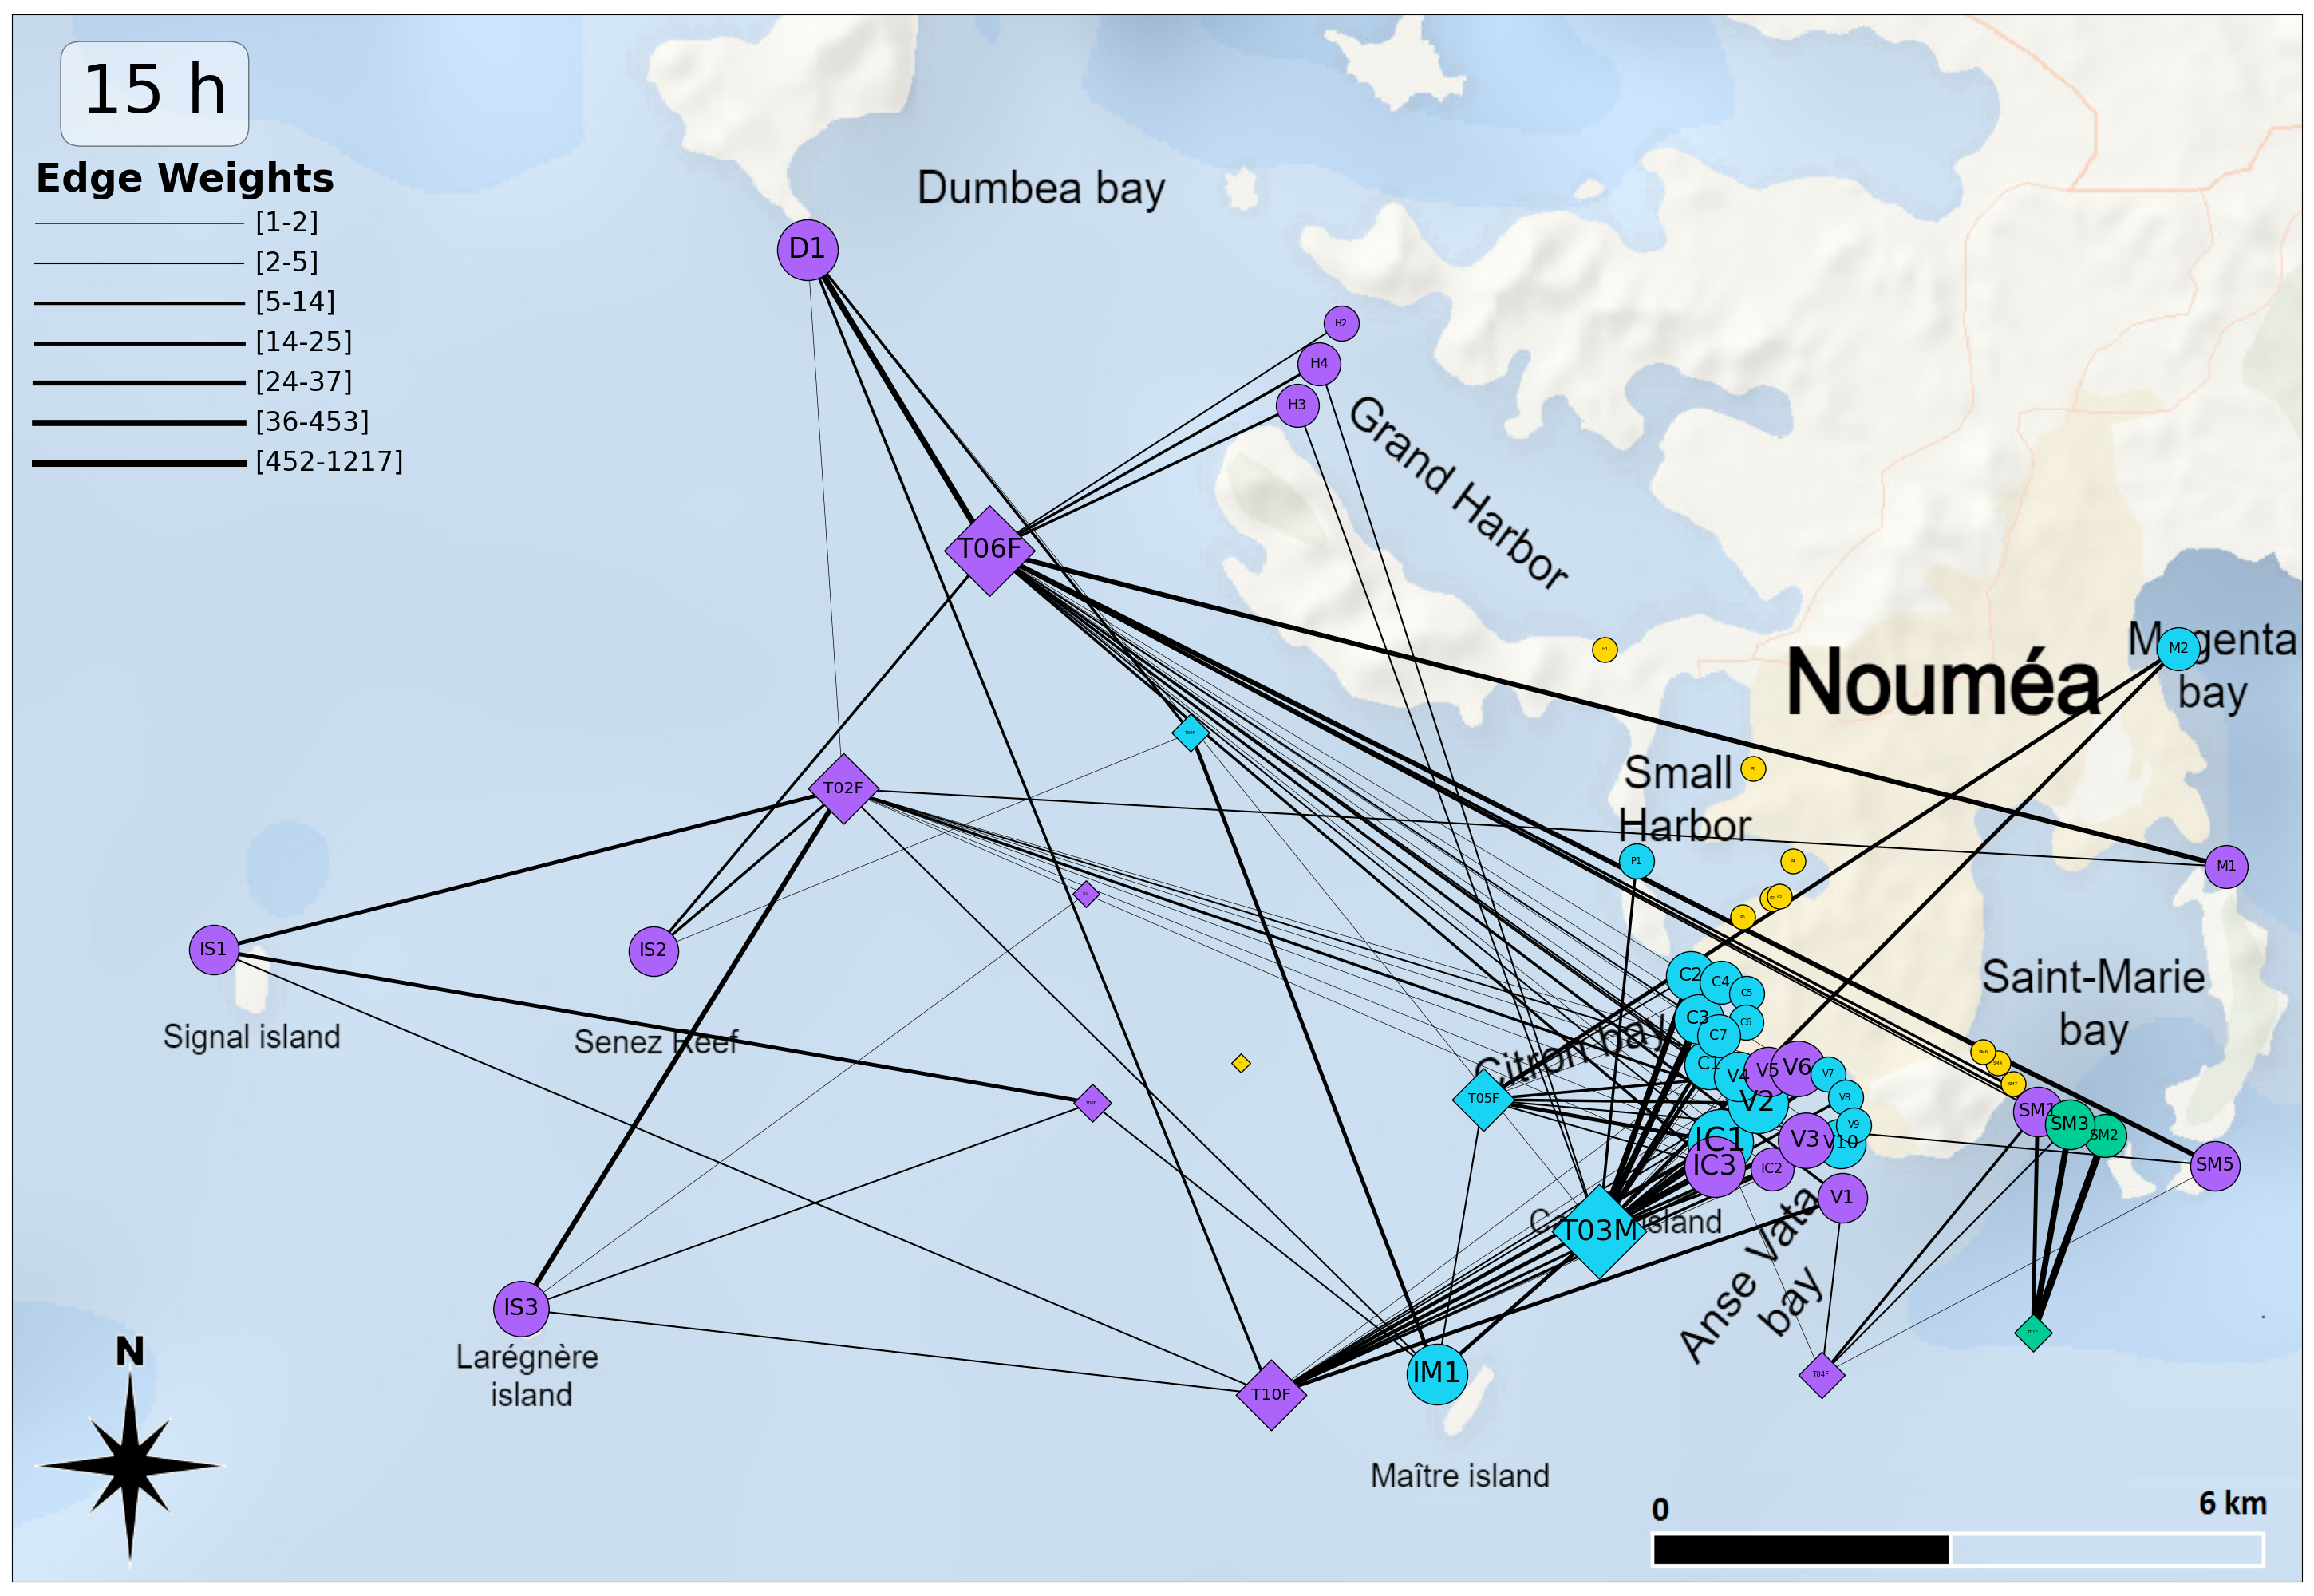 15 h
Edge Weights
[1-2]
[2-5]
[5-14]
[14-25]
[24-37]
[36-453]
[452-1217]
Dumbea bay
D1
H2
H4
H3
Grand Harbor
T06F
H1
Nouméa
Magenta
bay
M2
Small
Harbor
T02F
P1
M1
IS1
IS2
Signal island
Senez Reef
Saint-Marie
bay
C2
C4
C5
C3
C6
C7
C1
Citron bay
V4
V5
V6
V7
V2
V8
V9
V3
V10
IC1
IC3
IC2
V1
T05F
T03M
island
Anse Vata
bay
SM1
SM3
SM2
SM5
T04F
IS3
Larégnère
island
T10F
IM1
Maître island
N
0
6 km